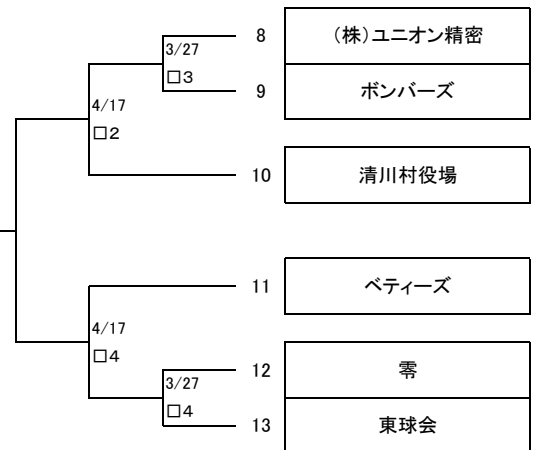 8 （株）ユニオン精密
3/27
□3
9 ボンバーズ
4/17
□2
10 清川村役場
11 ベティーズ
4/17
□4
12 零
3/27
□4
13 東球会